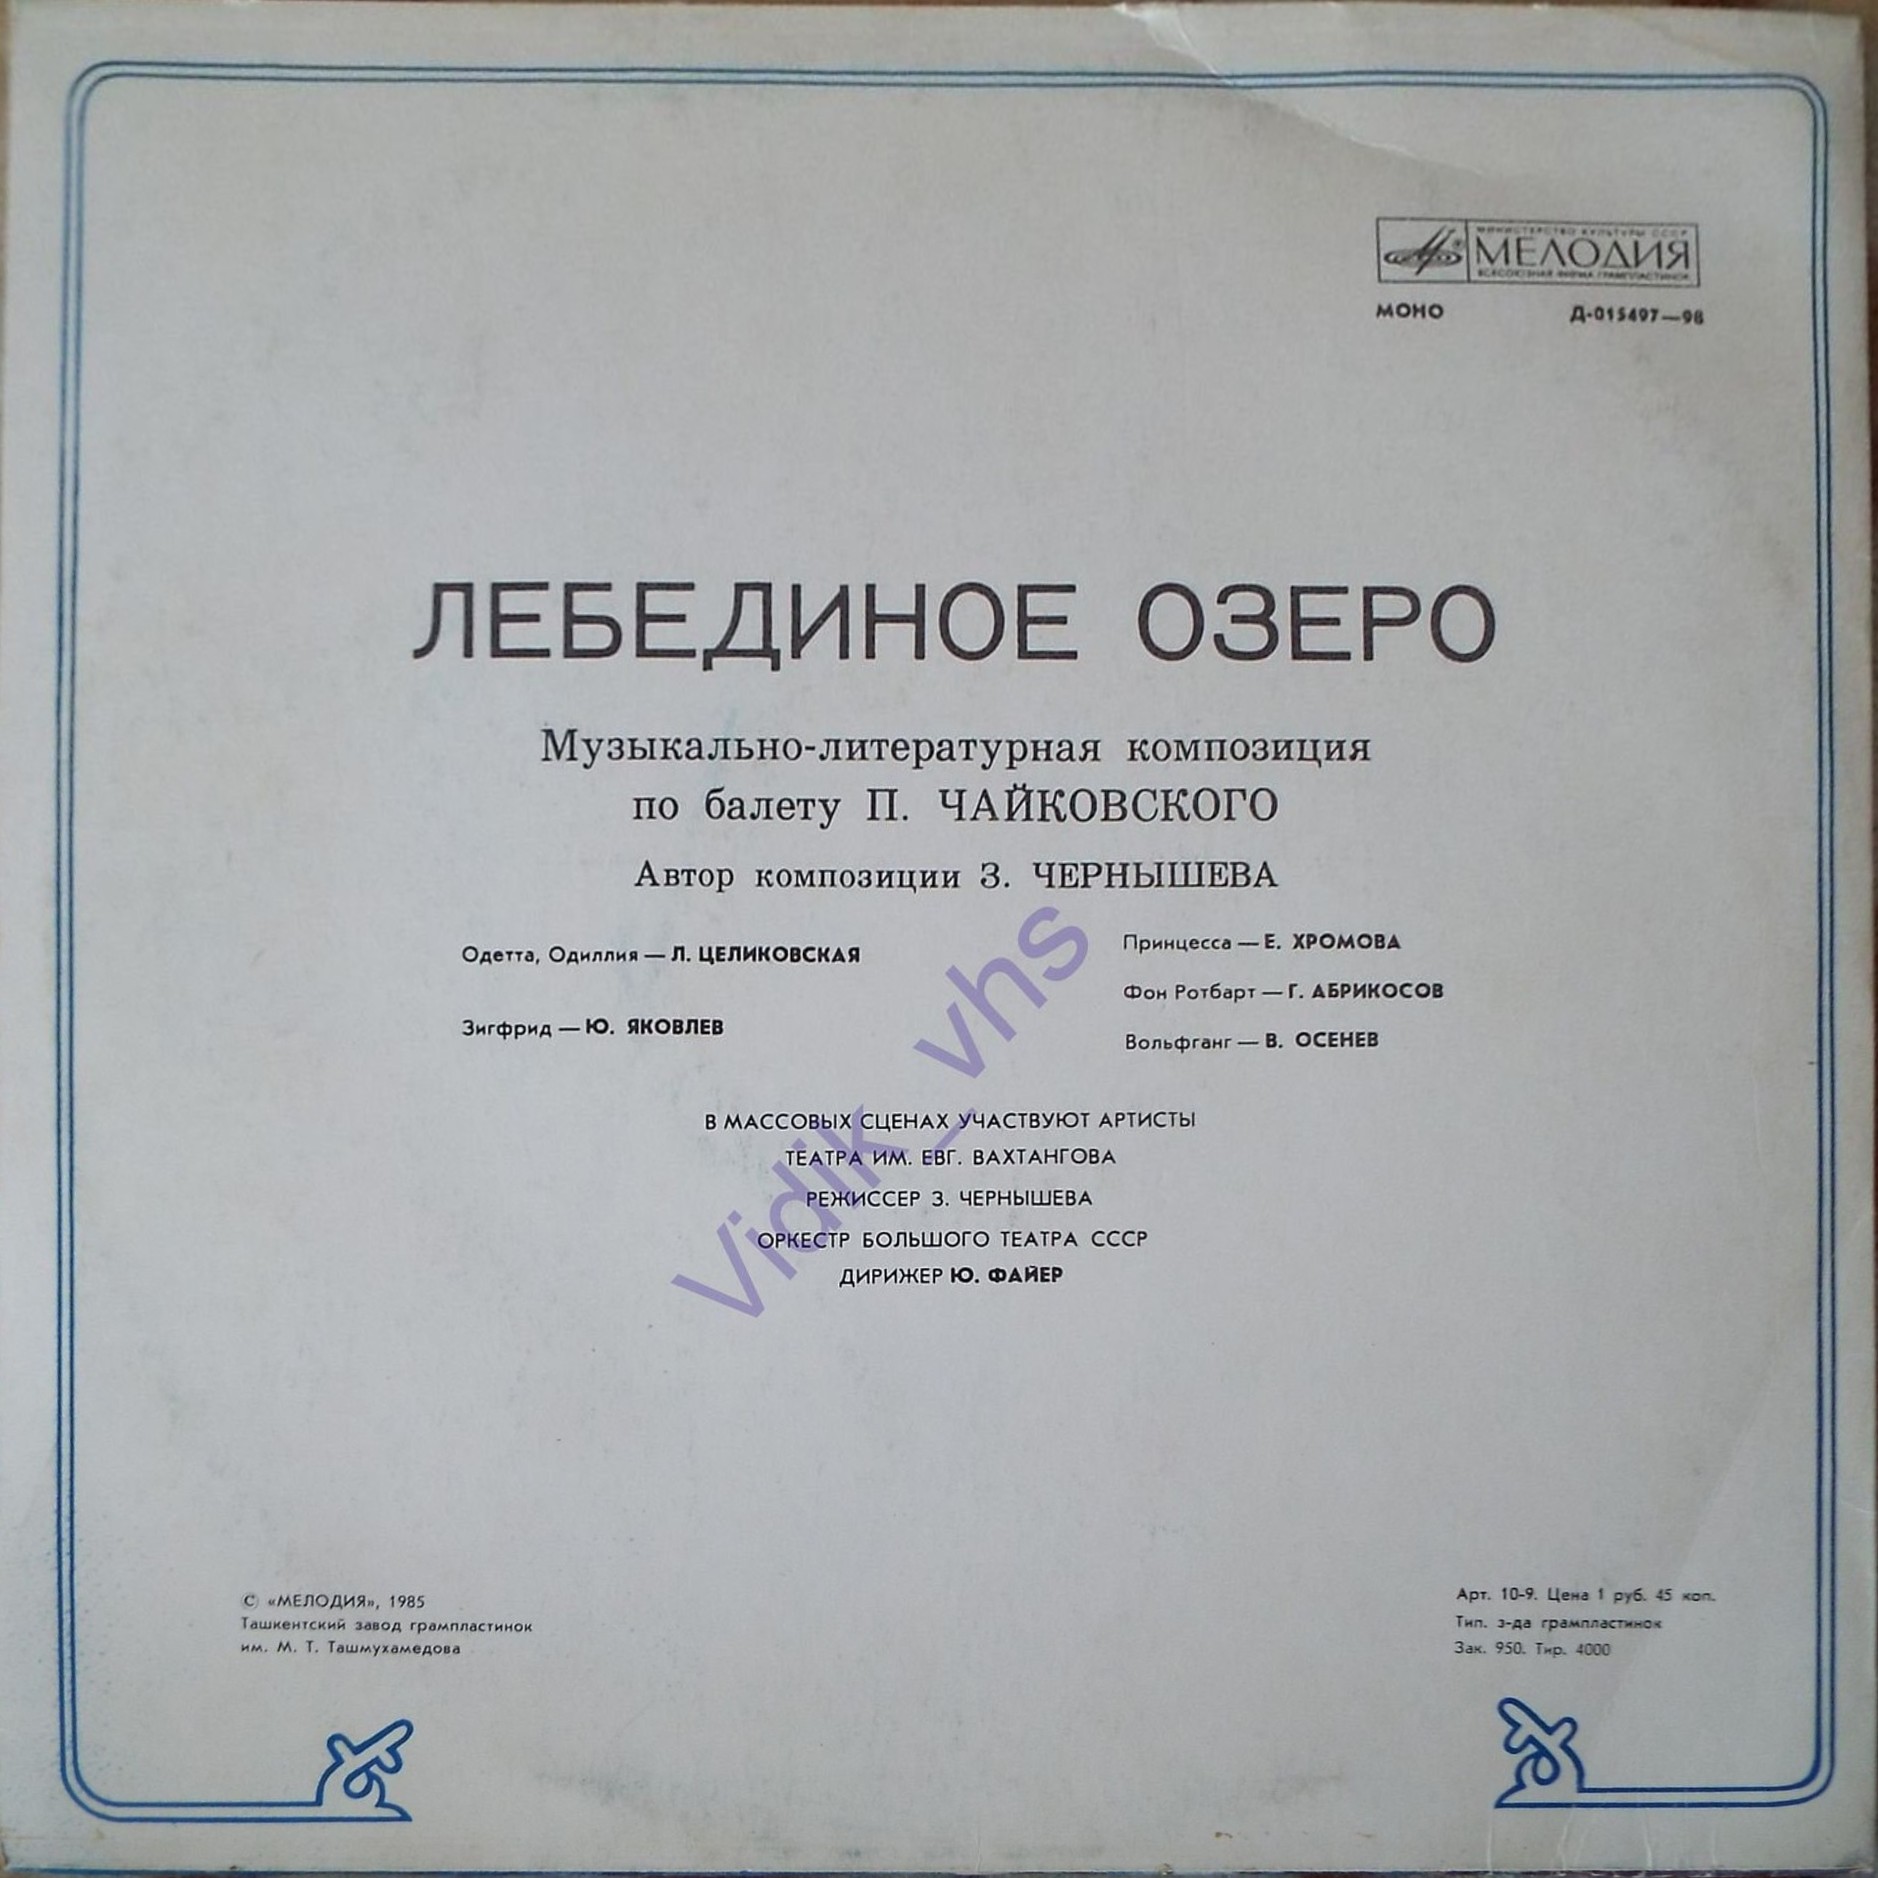 МИНИСТЕРСТВО КУЛЬТУРЫ СССР
МЕЛОДИЯ
ВСЕСОЮЗНАЯ ФИРМА ГРАМПЛАСТИНОК
МОНО Д-015497—98
ЛЕБЕДИНОЕ ОЗЕРО
Музыкально-литературная композиция
по балету П. ЧАЙКОВСКОГО
Автор композиции З. ЧЕРНЫШЕВА
Одетта, Одиллия — Л. ЦЕЛИКОВСКАЯ
Зигфрид — Ю. ЯКОВЛЕВ
Принцесса — Е. ХРОМОВА
Фон Ротбарт — Г. АБРИКОСОВ
Вольфганг — В. ОСЕНЕВ
В МАССОВЫХ СЦЕНАХ УЧАСТВУЮТ АРТИСТЫ
ТЕАТРА ИМ. ЕВГ. ВАХТАНГОВА
РЕЖИССЕР З. ЧЕРНЫШЕВА
ОРКЕСТР БОЛЬШОГО ТЕАТРА СССР
ДИРИЖЕР Ю. ФАЙЕР
Vidik_vhs
© «МЕЛОДИЯ», 1985
Ташкентский завод грампластинок
им. М. Т. Ташмухамедова
Арт. 10-9. Цена 1 руб. 45 коп.
Тип. з-да грампластинок
Зак. 950. Тир. 4000